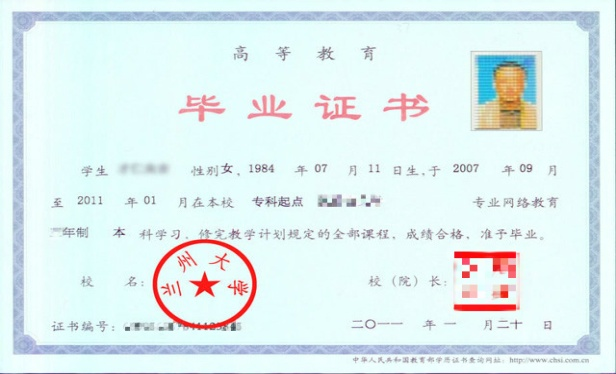 高等教育
毕业证书
学生 性别女，1984 年 07 月 11 日生，于 2007 年 09 月
至 2011 年 01 月在本校 专科起点 专业网络教育
年制 本 科学习，修完教学计划规定的全部课程，成绩合格，准予毕业。
校 名： 兰州大学 校（院）长：
证书编号：
二〇一一 年 一 月二十 日
中华人民共和国教育部学历证书查询网址：http://www.chsi.com.cn